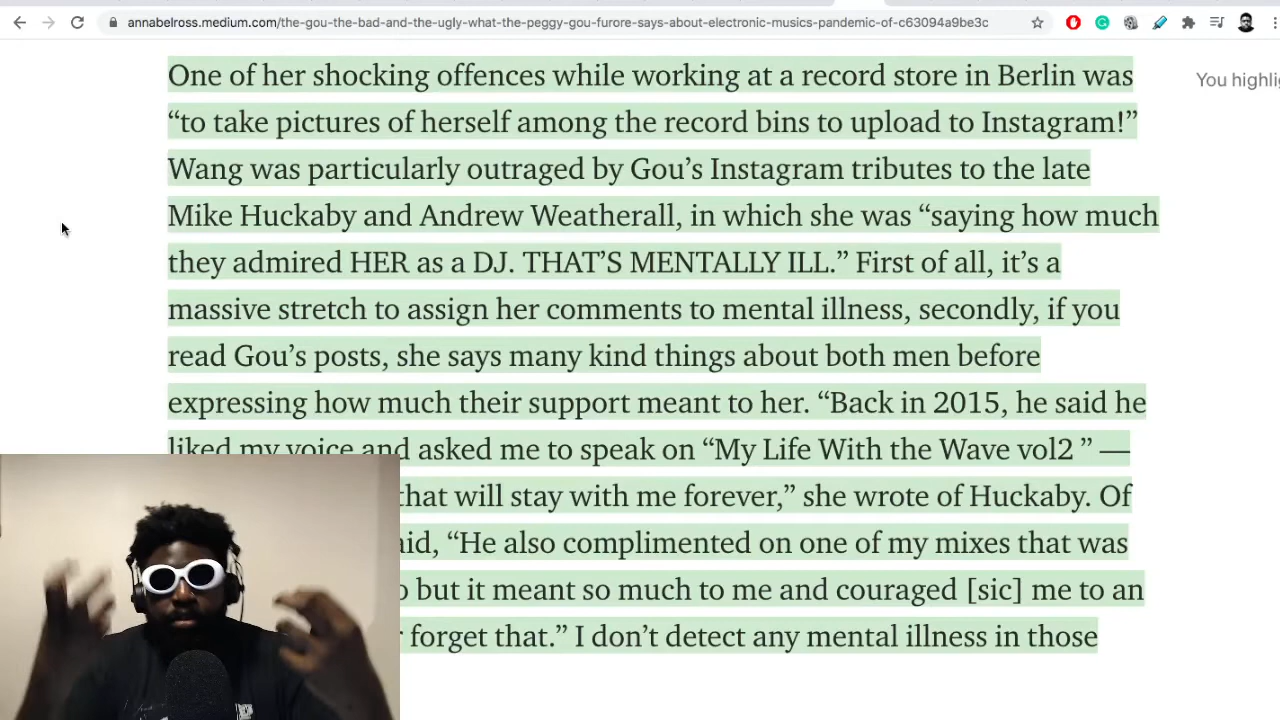 annabelross.medium.com/the-gou-the-bad-and-the-ugly-what-the-peggy-gou-furore-says-about-electronic-musics-pandemic-of-c63094a9be3c
One of her shocking offences while working at a record store in Berlin was
You highli
“to take pictures of herself among the record bins to upload to Instagram!”
Wang was particularly outraged by Gou’s Instagram tributes to the late
Mike Huckaby and Andrew Weatherall, in which she was “saying how much
they admired HER as a DJ. THAT’S MENTALLY ILL.” First of all, it’s a
massive stretch to assign her comments to mental illness, secondly, if you
read Gou’s posts, she says many kind things about both men before
expressing how much their support meant to her. “Back in 2015, he said he
liked my voice and asked me to speak on “My Life With the Wave vol2 ” —
that will stay with me forever,” she wrote of Huckaby. Of
aid, “He also complimented on one of my mixes that was
o but it meant so much to me and couraged [sic] me to an
r forget that.” I don’t detect any mental illness in those